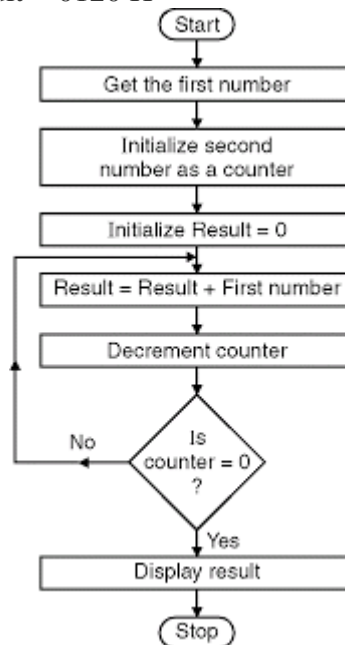 Start
Get the first number
Initialize second
number as a counter
Initialize Result = 0
Result = Result + First number
Decrement counter
No
Is
counter = 0
?
Yes
Display result
Stop